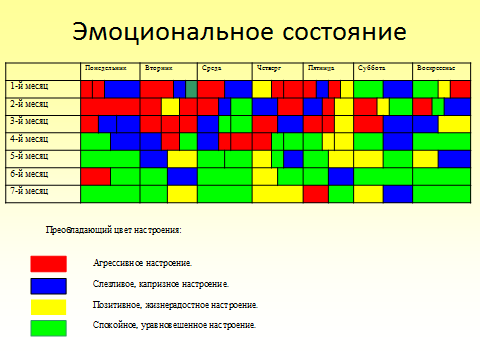 Эмоциональное состояние
Понедельник Вторник Среда Четверг Пятница Суббота Воскресенье
1-й месяц
2-й месяц
3-й месяц
4-й месяц
5-й месяц
6-й месяц
7-й месяц
Преобладающий цвет настроения:
Агрессивное настроение.
Слезливое, капризное настроение.
Позитивное, жизнерадостное настроение.
Спокойное, уравновешенное настроение.